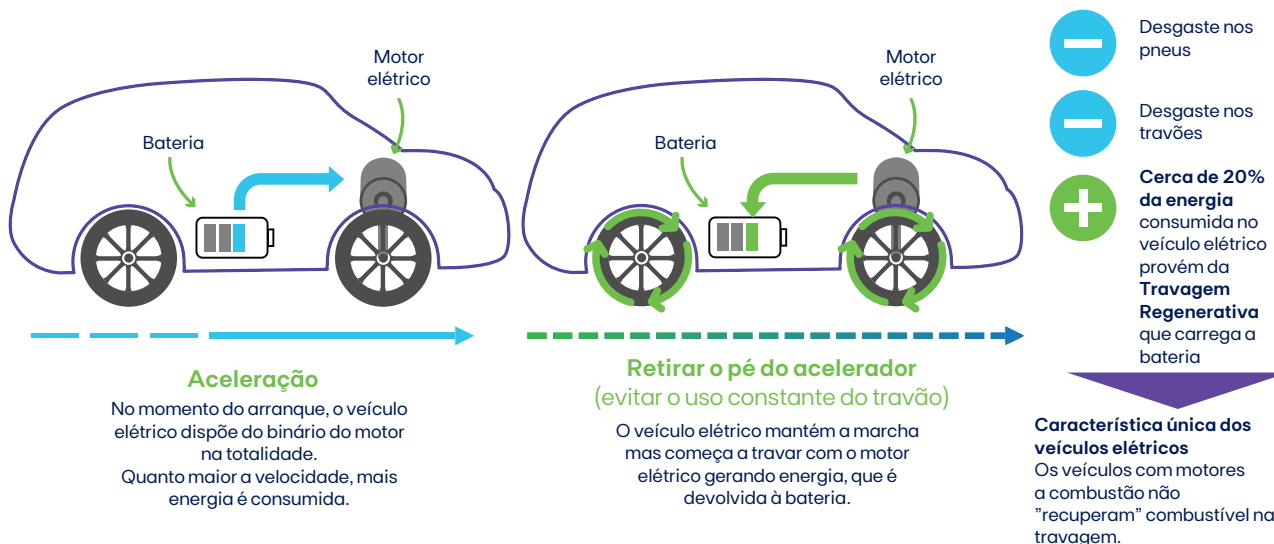 Motor
elétrico
Bateria
Aceleração
No momento do arranque, o veículo
elétrico dispõe do binário do motor
na totalidade.
Quanto maior a velocidade, mais
energia é consumida.
Motor
elétrico
Bateria
Retirar o pé do acelerador
(evitar o uso constante do travão)
O veículo elétrico mantém a marcha
mas começa a travar com o motor
elétrico gerando energia, que é
devolvida à bateria.
Desgaste nos
pneus
Desgaste nos
travões
Cerca de 20%
da energia
consumida no
veículo elétrico
provém da
Travagem
Regenerativa
que carrega a
bateria
Característica única dos
veículos elétricos
Os veículos com motores
a combustão não
”recuperam” combustível na
travagem.